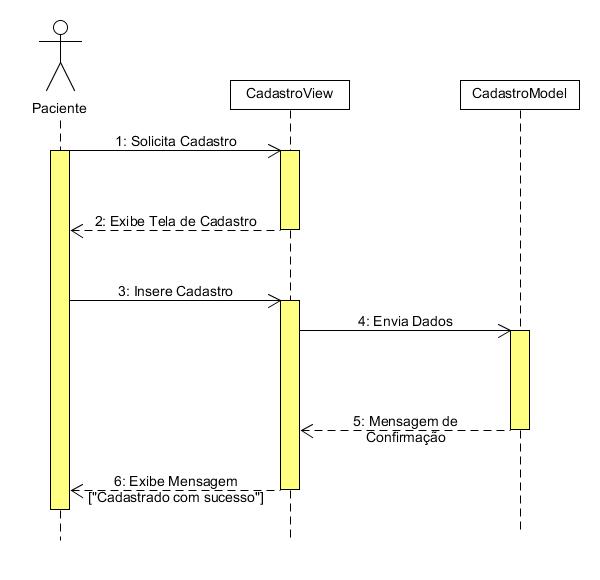 Paciente
CadastroView
CadastroModel
1: Solicita Cadastro
2: Exibe Tela de Cadastro
3: Insere Cadastro
4: Envia Dados
5: Mensagem de
Confirmação
6: Exibe Mensagem
["Cadastrado com sucesso"]